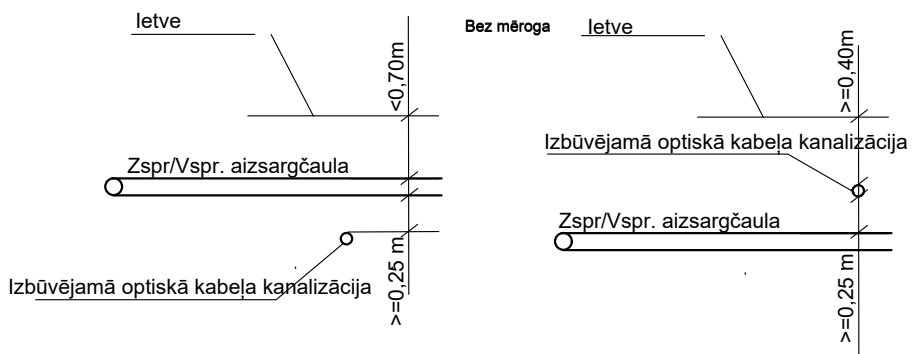 Ietve
<0,70m
Zspr/Vspr. aizsargčaula
Izbūvējamā optiskā kabeļa kanalizācija
>=0,25 m
Bez mēroga
Ietve
>=0,40m
Izbūvējamā optiskā kabeļa kanalizācija
Zspr/Vspr. aizsargčaula
>=0,25 m